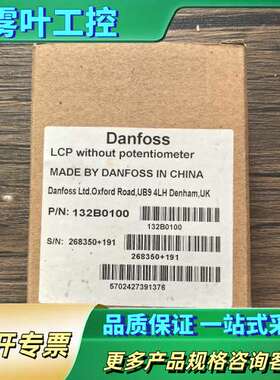 雾叶工控
Danfoss
LCP without potentiometer
MADE BY DANFOSS IN CHINA
Danfoss Ltd.Oxford Road,UB9 4LH Denham,UK
P/N: 132B0100
132B0100
S/N: 268350+191
268350+191
5702427391376
开专票
品质保证 一站式采
更多产品规格咨询客